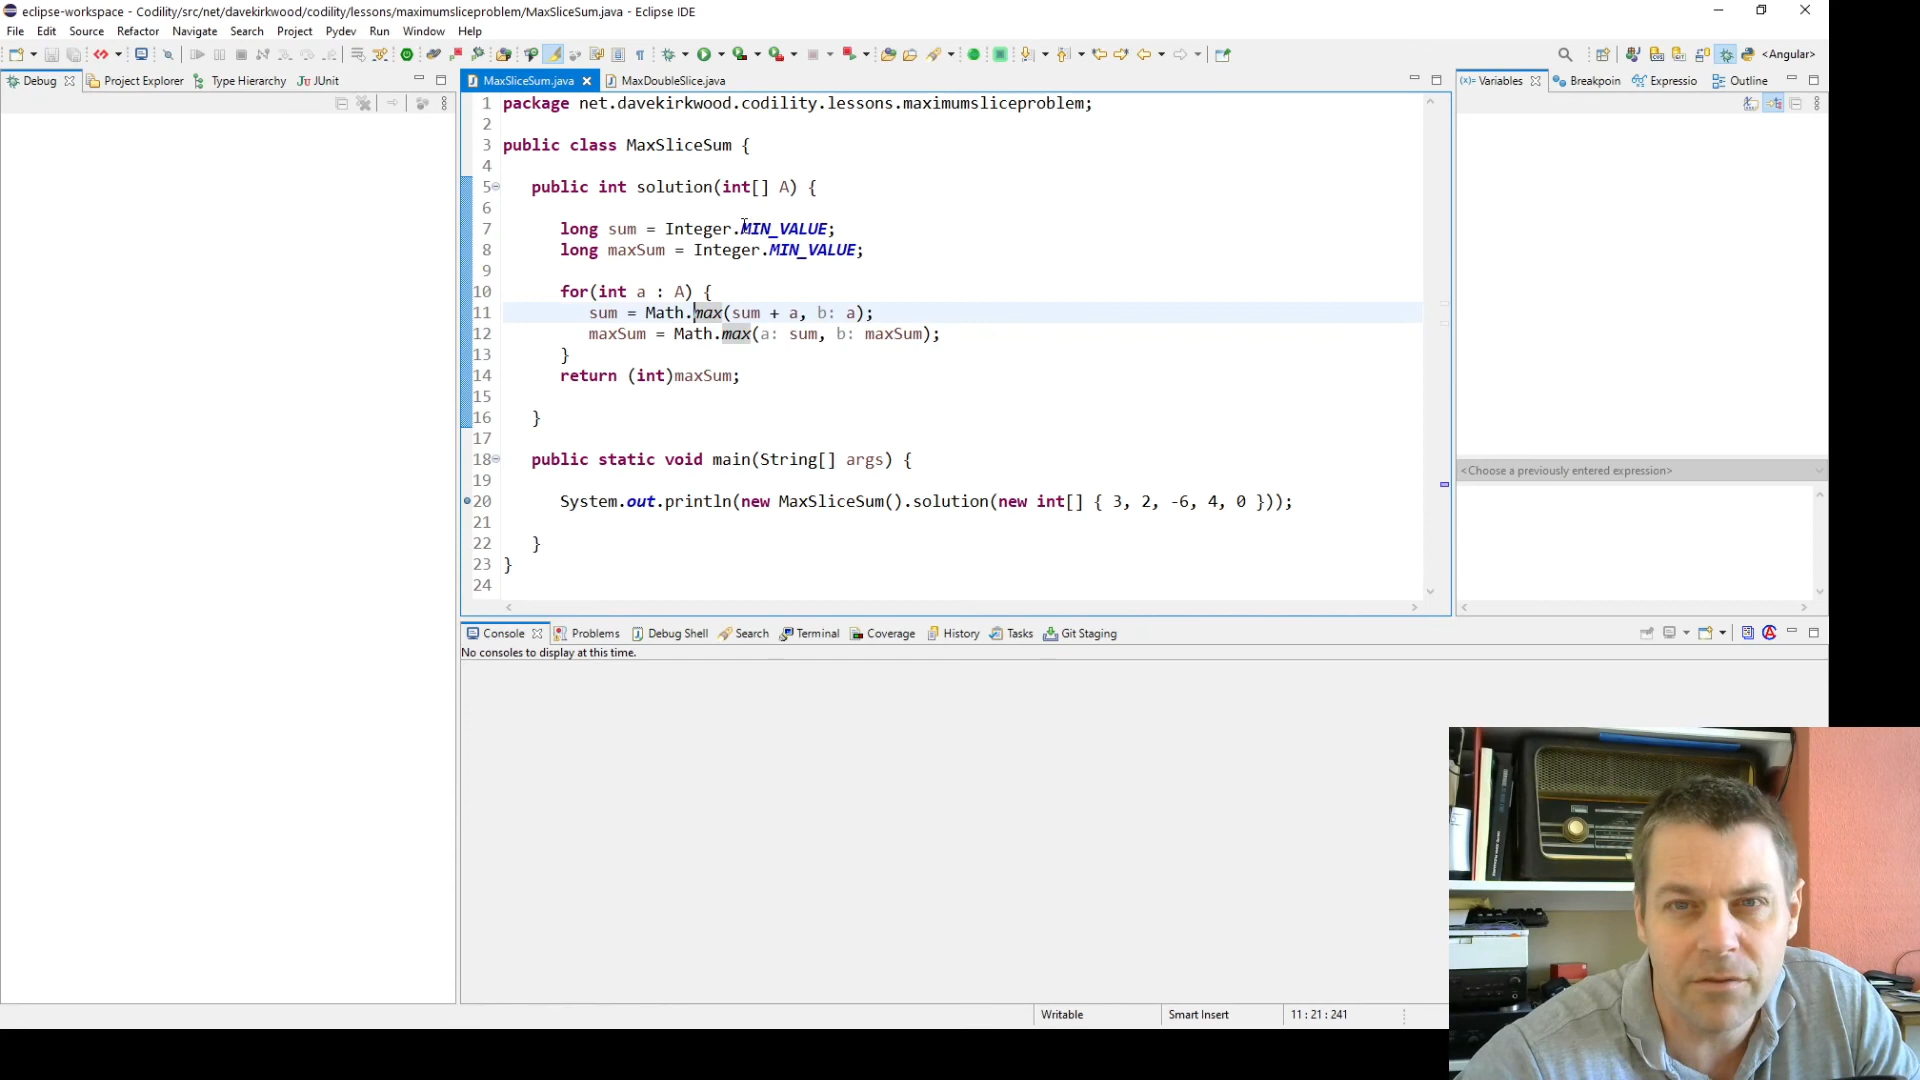 eclipse-workspace - Codility/src/net/davekirkwood/codility/lessons/maximumsliceproblem/MaxSliceSum.java - Eclipse IDE
File Edit Source Refactor Navigate Search Project Pydev Run Window Help
<Angular>
Debug Project Explorer Type Hierarchy JUnit
MaxSliceSum.java MaxDoubleSlice.java
Variables Breakpoin Expressio Outline
1 package net.davekirkwood.codility.lessons.maximumsliceproblem;
2
3 public class MaxSliceSum {
4
5 public int solution(int[] A) {
6
7 long sum = Integer.MIN_VALUE;
8 long maxSum = Integer.MIN_VALUE;
9
10 for(int a : A) {
11 sum = Math.max(sum + a, b: a);
12 maxSum = Math.max(a: sum, b: maxSum);
13 }
14 return (int)maxSum;
15
16 }
17
18 public static void main(String[] args) {
19
20 System.out.println(new MaxSliceSum().solution(new int[] { 3, 2, -6, 4, 0 }));
21
22 }
23 }
24
<Choose a previously entered expression>
Console Problems Debug Shell Search Terminal Coverage History Tasks Git Staging
No consoles to display at this time.
Writable Smart Insert 11 : 21 : 241